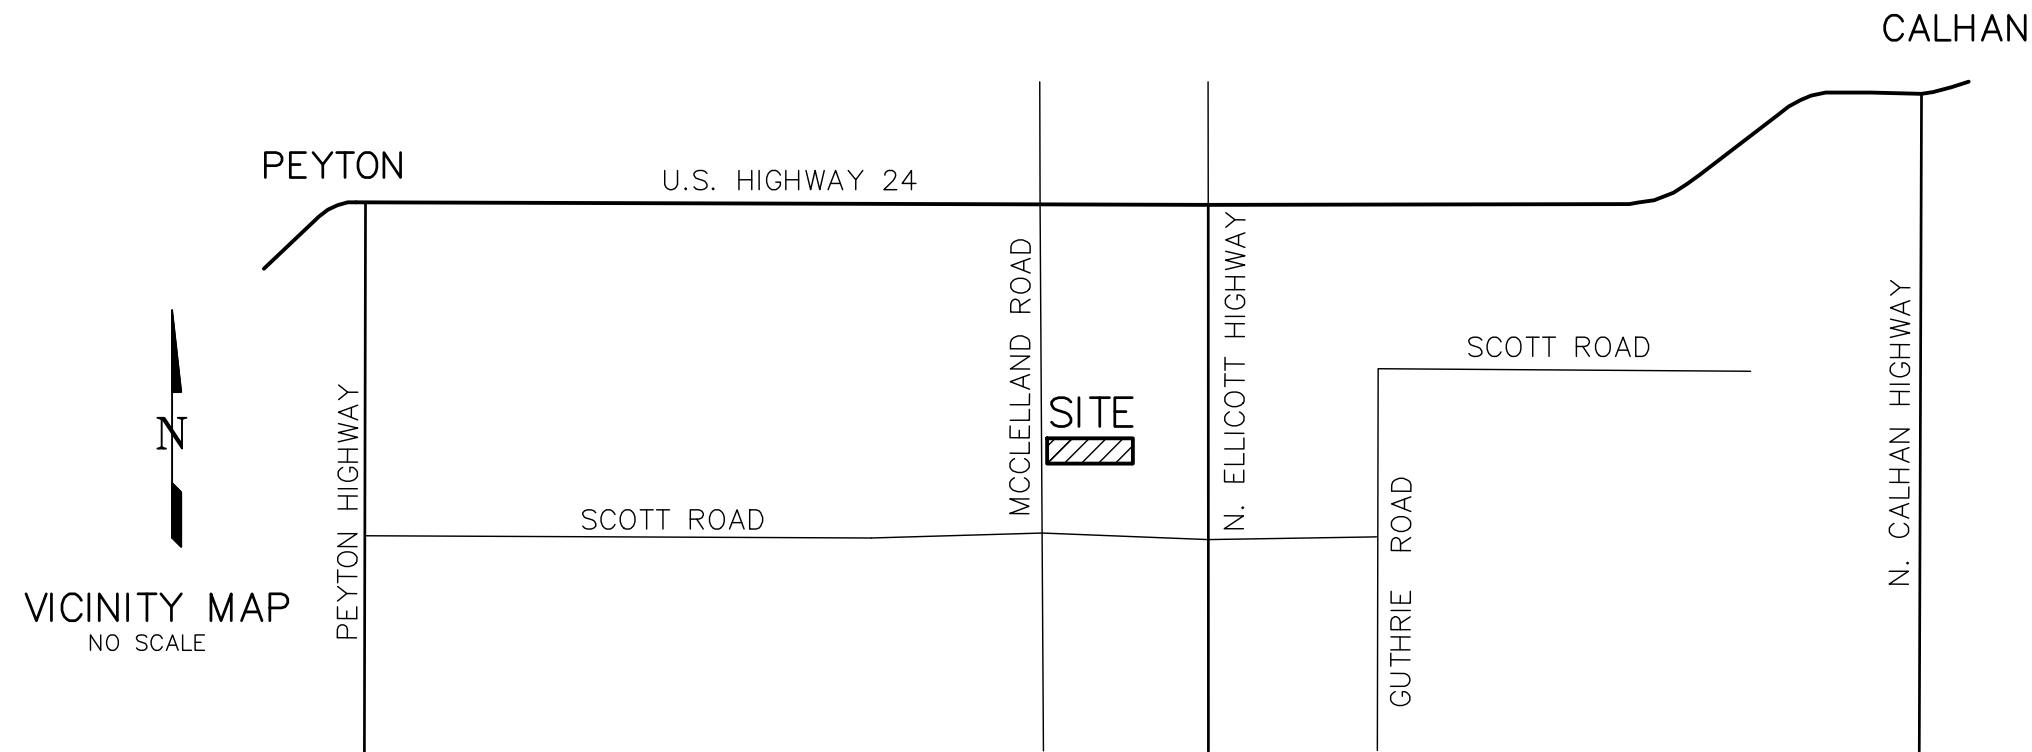 CALHAN
PEYTON
U.S. HIGHWAY 24
MCCLELLAND ROAD
N. ELLICOTT HIGHWAY
N. CALHAN HIGHWAY
SCOTT ROAD
SITE
N
PEYTON HIGHWAY
SCOTT ROAD
GUTHRIE ROAD
VICINITY MAP
NO SCALE